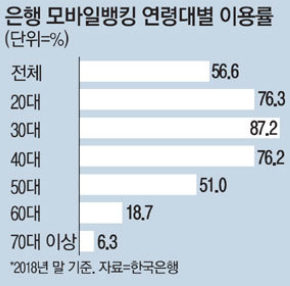 은행 모바일뱅킹 연령대별 이용률
(단위=%)
전체 56.6
20대 76.3
30대 87.2
40대 76.2
50대 51.0
60대 18.7
70대 이상 6.3
*2018년 말 기준. 자료=한국은행